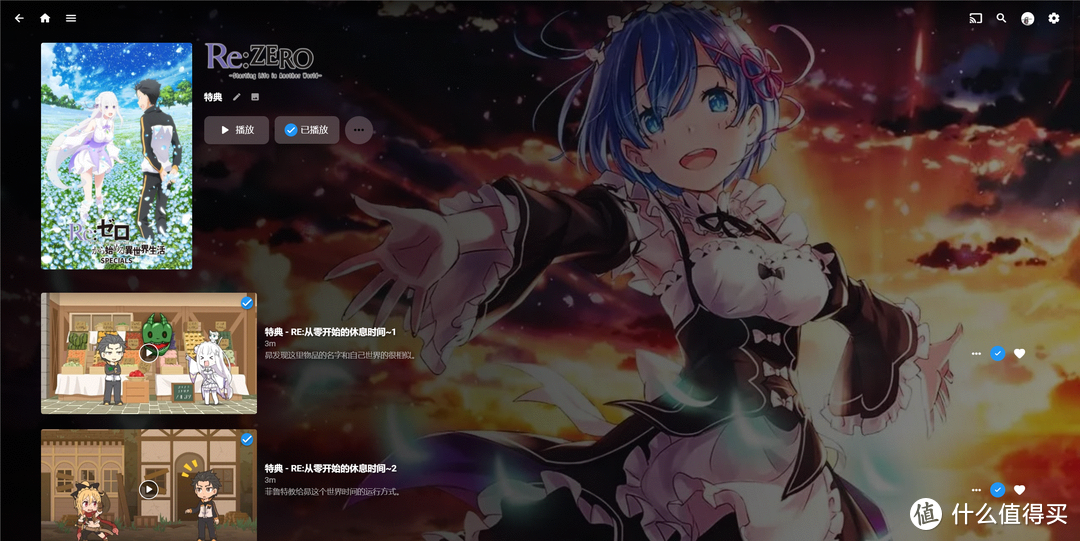 Re:ZERO
~Starting Life in Another World~
特典
播放
已播放
Re:ゼロ
から始める異世界生活
SPECIALS
特典 - RE:从零开始的休息时间~1
3m
昴发现这里物品的名字和自己世界的很相似。
特典 - RE:从零开始的休息时间~2
3m
菲鲁特教给昴这个世界时间的运行方式。
值 什么值得买